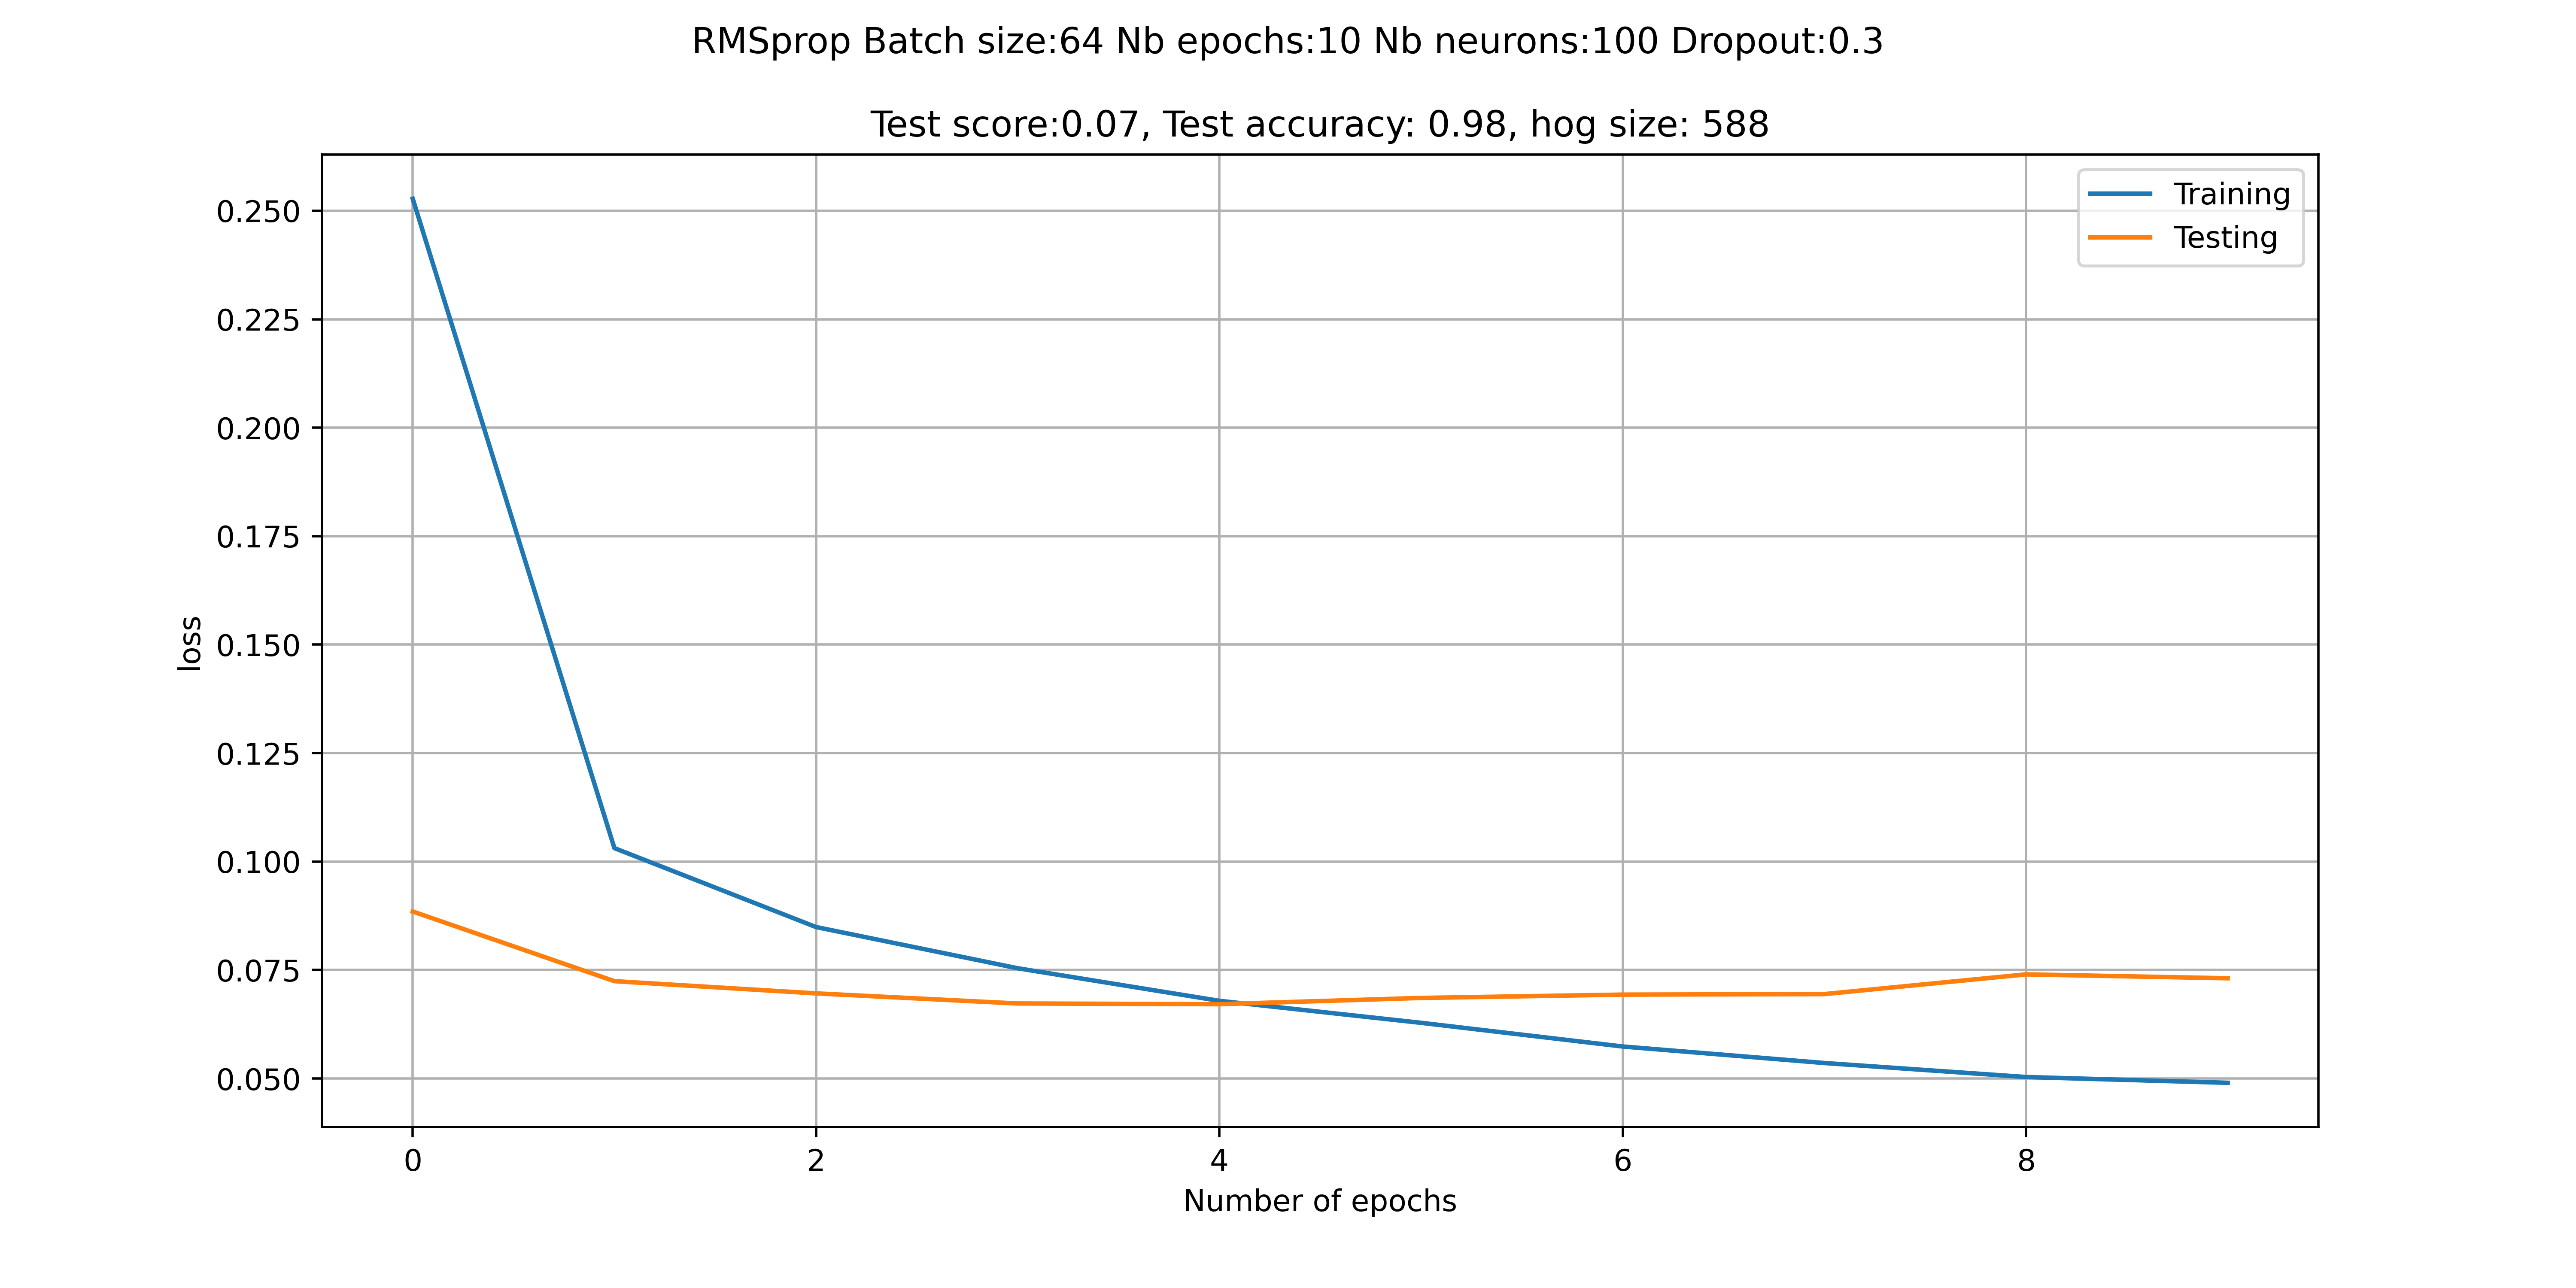 RMSprop Batch size:64 Nb epochs:10 Nb neurons:100 Dropout:0.3
Test score:0.07, Test accuracy: 0.98, hog size: 588
Training
Testing
0.250
0.225
0.200
0.175
0.150
0.125
0.100
0.075
0.050
loss
0 2 4 6 8
Number of epochs